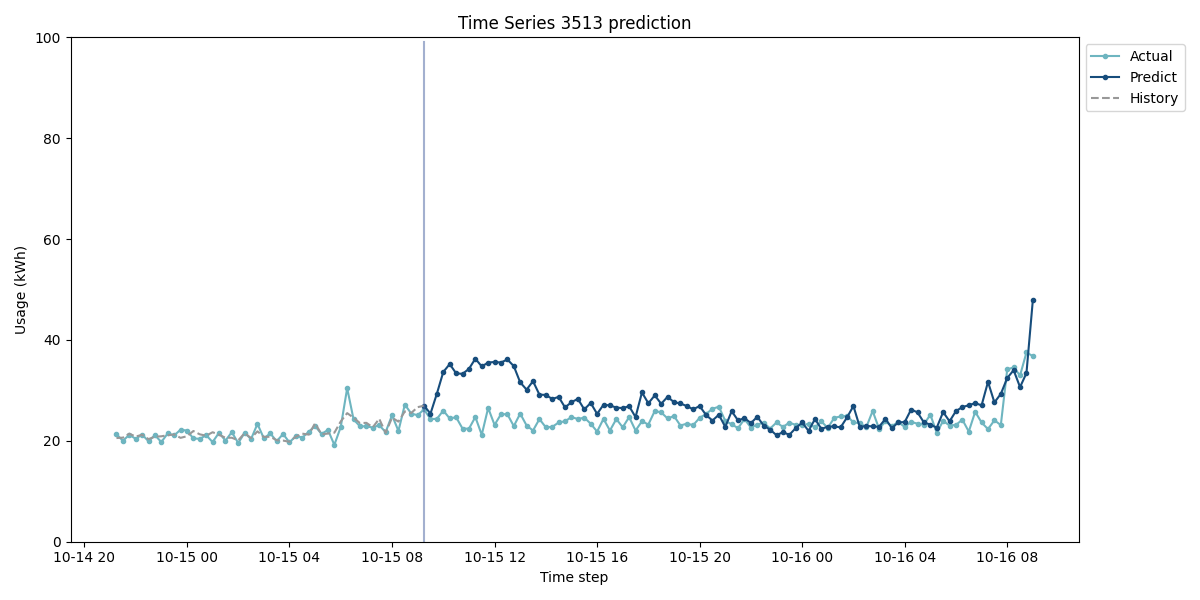 Time Series 3513 prediction
100
80
60
40
20
0
Usage (kWh)
10-14 20 10-15 00 10-15 04 10-15 08 10-15 12 10-15 16 10-15 20 10-16 00 10-16 04 10-16 08
Time step
Actual
Predict
History